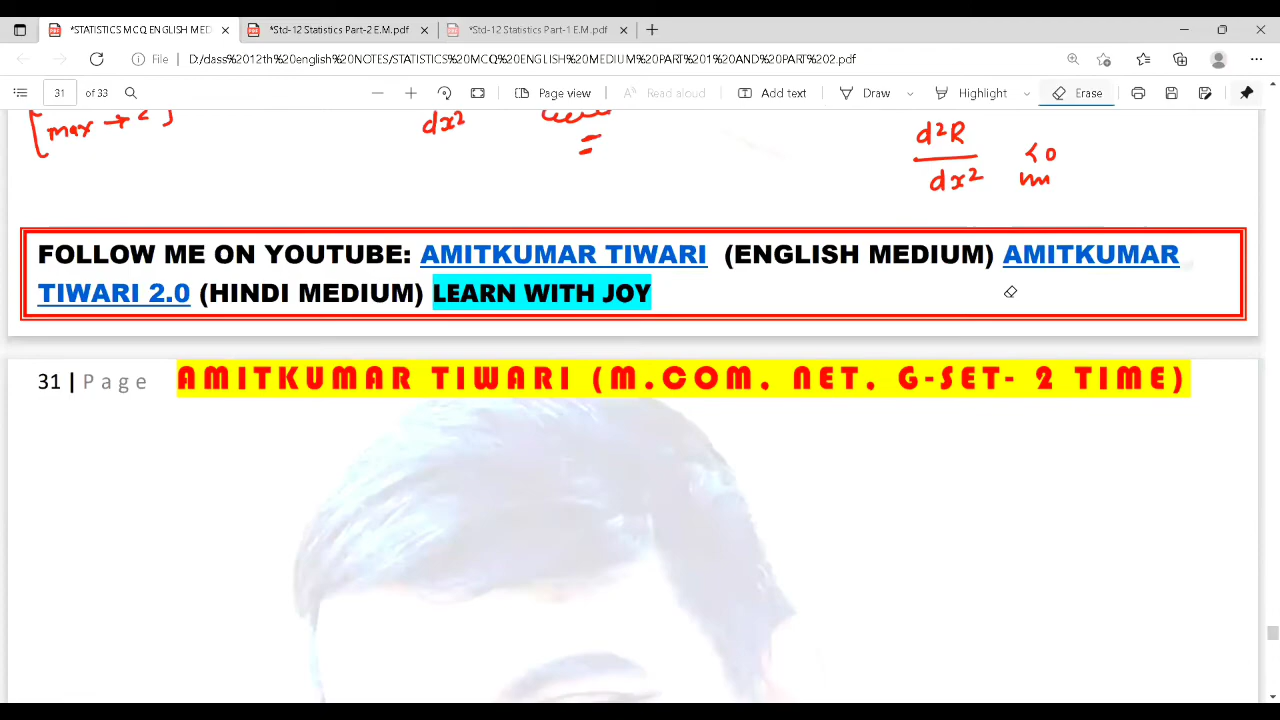 *STATISTICS MCQ ENGLISH MED
*Std-12 Statistics Part-2 E.M.pdf
*Std-12 Statistics Part-1 E.M.pdf
File
D:/dass%2012th%20english%20NOTES/STATISTICS%20MCQ%20ENGLISH%20MEDIUM%20PART%201%20AND%20PART%202.pdf
31 of 33
Page view
Read aloud
Add text
Draw
Highlight
Erase
max → 2
dx²
=
d²R
dx²
<0
FOLLOW ME ON YOUTUBE: AMITKUMAR TIWARI (ENGLISH MEDIUM) AMITKUMAR
TIWARI 2.0 (HINDI MEDIUM) LEARN WITH JOY
31 | Page AMITKUMAR TIWARI (M.COM. NET. G-SET- 2 TIME)